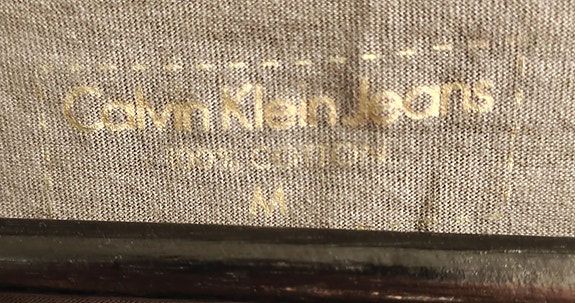 Calvin Klein Jeans
100% COTTON
M